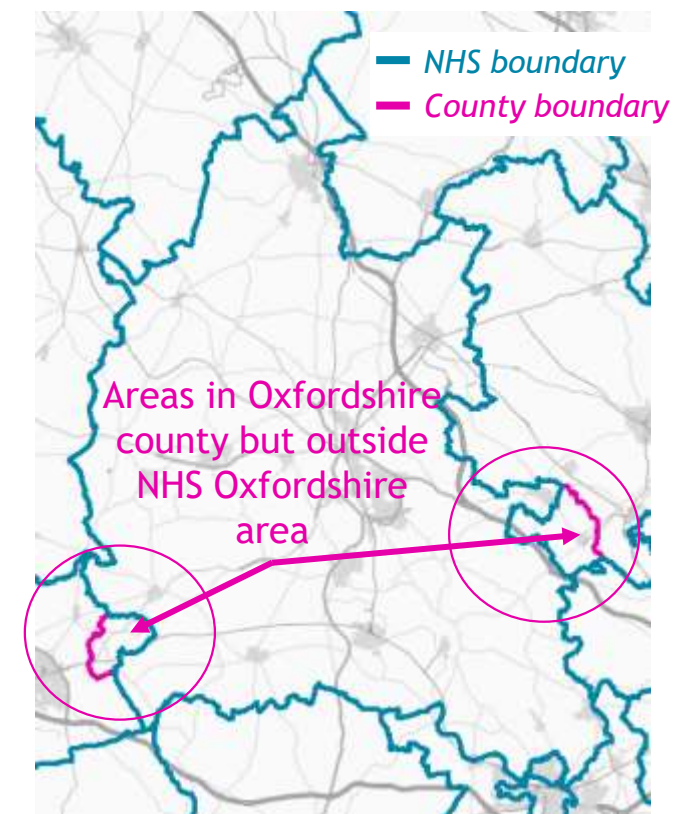 NHS boundary
County boundary
Areas in Oxfordshire
county but outside
NHS Oxfordshire
area